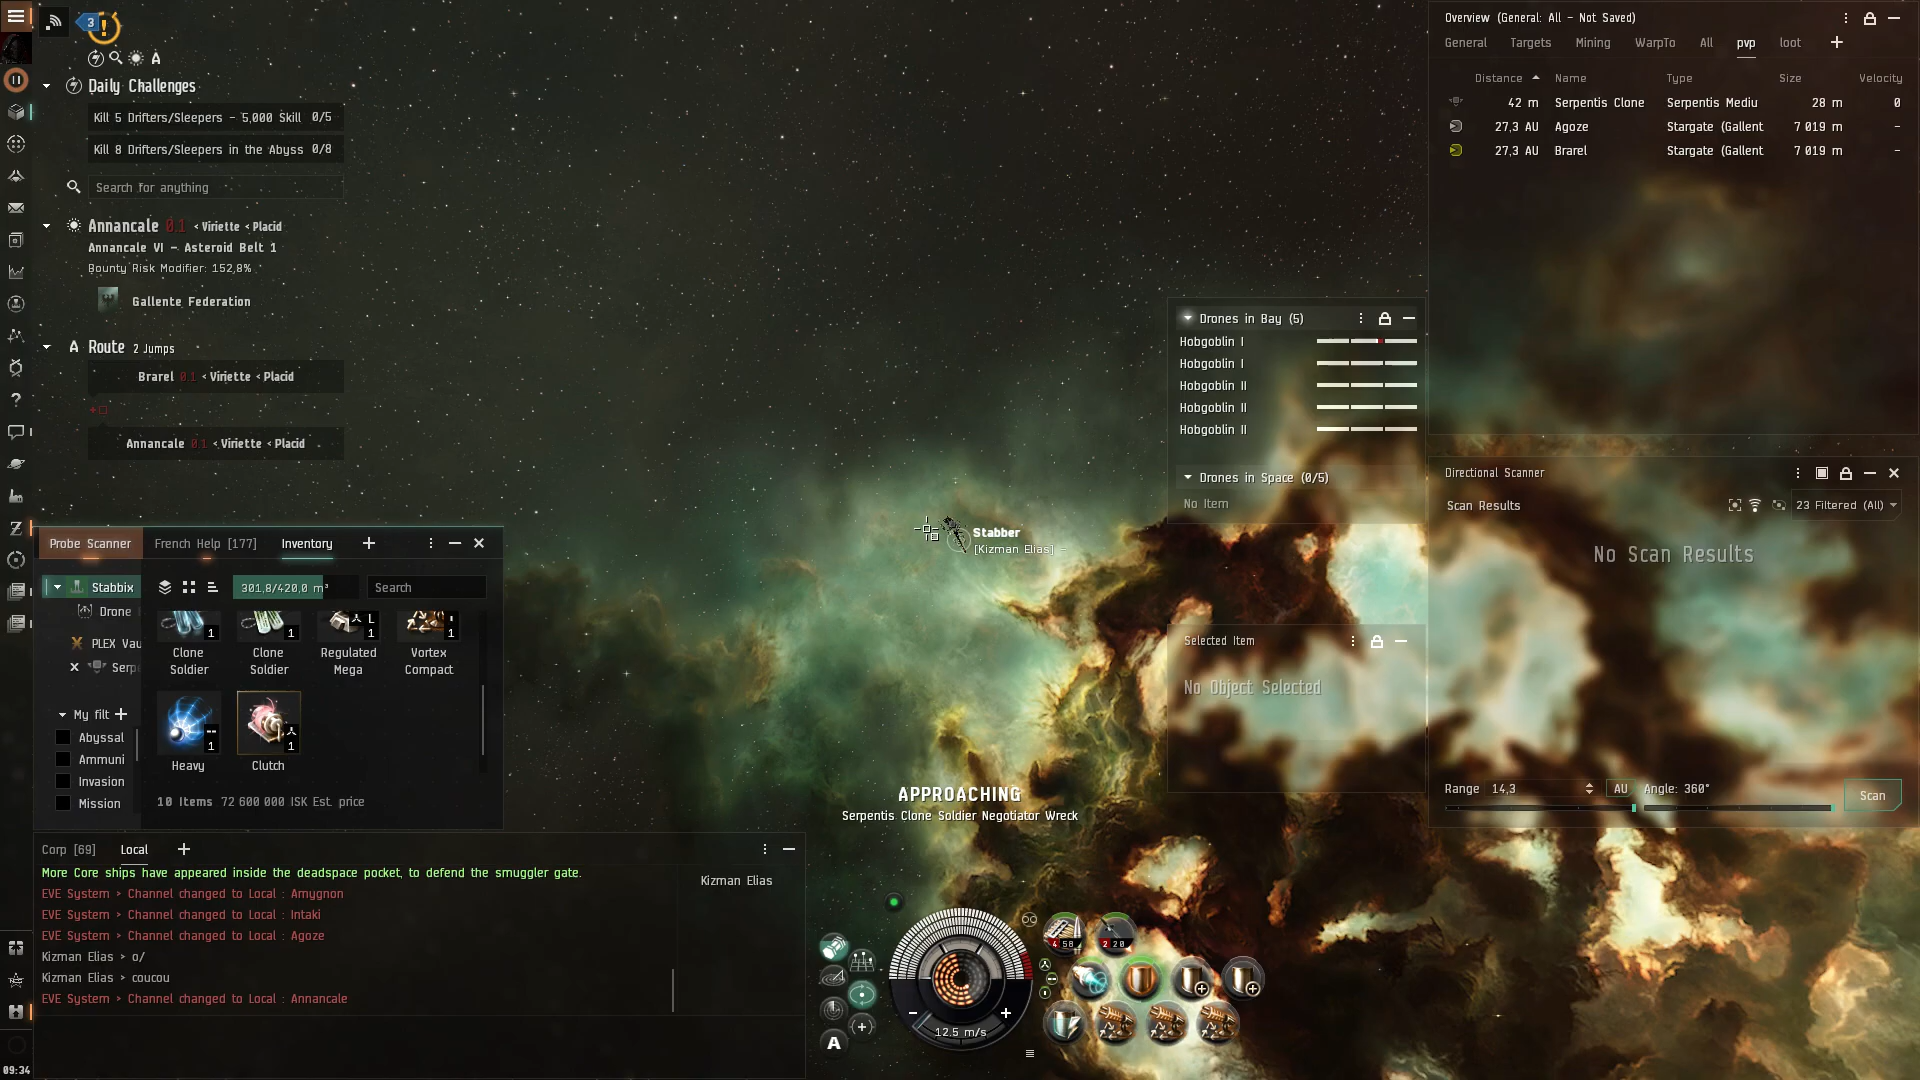 3
A
Daily Challenges
Kill 5 Drifters/Sleepers - 5,000 Skill 0/5
Kill 8 Drifters/Sleepers in the Abyss 0/8
Search for anything
Annancale 0.1 < Viriette < Placid
Annancale VI - Asteroid Belt 1
Bounty Risk Modifier: 152,8%
Gallente Federation
A Route 2 Jumps
Brarel 0.1 < Viriette < Placid
Annancale 0.1 < Viriette < Placid
Probe Scanner French Help [177] Inventory
Stabbix 301,8/420,0 m³ Search
Drone
PLEX Vau
Serp
1 1 L 1 1
Clone Soldier
Clone Soldier
Regulated Mega
Vortex Compact
My filt
Abyssal
Ammuni
Invasion
Mission
1 1
Heavy Clutch
10 Items 72 600 000 ISK Est. price
Corp [69] Local
More Core ships have appeared inside the deadspace pocket, to defend the smuggler gate.
EVE System > Channel changed to Local : Amygnon
EVE System > Channel changed to Local : Intaki
EVE System > Channel changed to Local : Agoze
Kizman Elias > o/
Kizman Elias > coucou
EVE System > Channel changed to Local : Annancale
Kizman Elias
09:34
Stabber
[Kizman Elias]
APPROACHING
Serpentis Clone Soldier Negotiator Wreck
4 58
2 20
12.5 m/s
A
Drones in Bay (5)
Hobgoblin I
Hobgoblin I
Hobgoblin II
Hobgoblin II
Hobgoblin II
Drones in Space (0/5)
No Item
Selected Item
No Object Selected
Overview (General: All - Not Saved)
General Targets Mining WarpTo All pvp loot
Distance Name Type Size Velocity
42 m Serpentis Clone Serpentis Mediu 28 m 0
27,3 AU Agoze Stargate (Gallent 7 019 m -
27,3 AU Brarel Stargate (Gallent 7 019 m -
Directional Scanner
Scan Results 23 Filtered (All)
No Scan Results
Range 14,3 AU Angle: 360° Scan